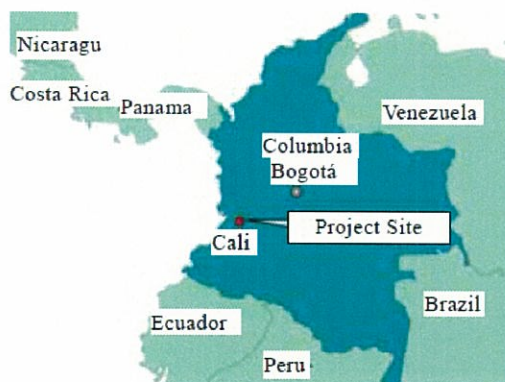 Nicaragu
Costa Rica
Panama
Venezuela
Columbia
Bogotá
Project Site
Cali
Ecuador
Brazil
Peru